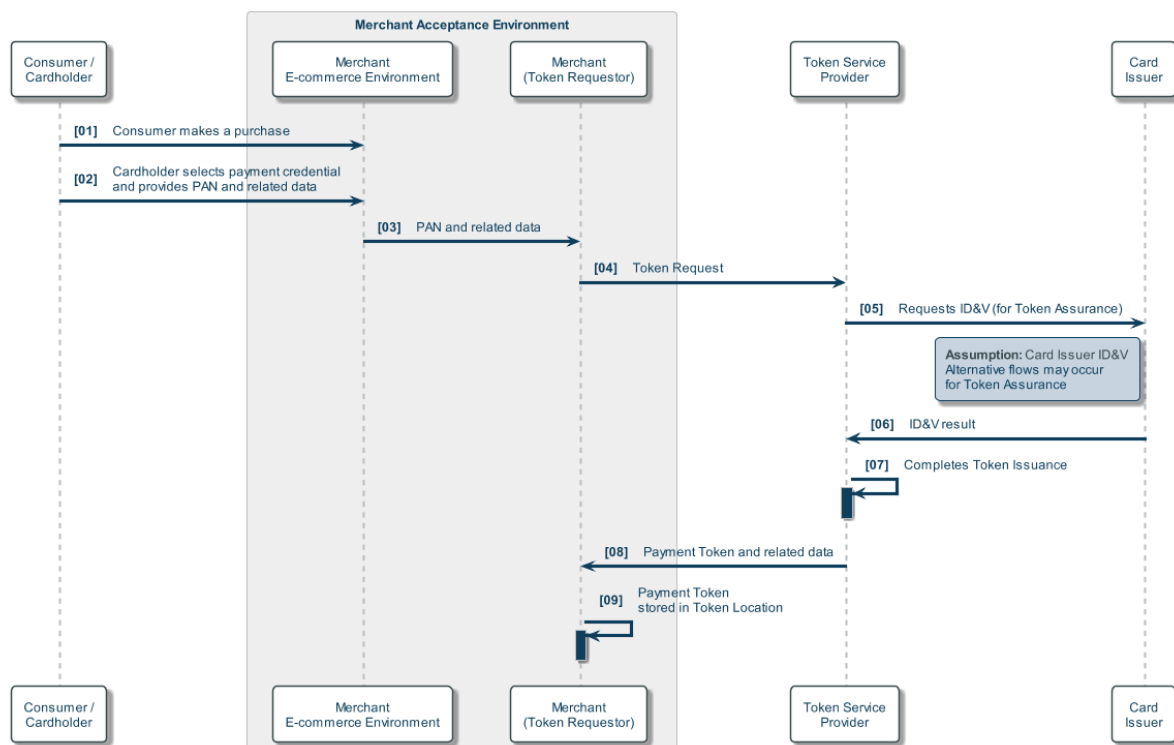 Merchant Acceptance Environment
Consumer /
Cardholder
Merchant
E-commerce Environment
Merchant
(Token Requestor)
Token Service
Provider
Card
Issuer
[01] Consumer makes a purchase
[02] Cardholder selects payment credential
and provides PAN and related data
[03] PAN and related data
[04] Token Request
[05] Requests ID&V (for Token Assurance)
Assumption: Card Issuer ID&V
Alternative flows may occur
for Token Assurance
[06] ID&V result
[07] Completes Token Issuance
[08] Payment Token and related data
[09] Payment Token
stored in Token Location
Consumer /
Cardholder
Merchant
E-commerce Environment
Merchant
(Token Requestor)
Token Service
Provider
Card
Issuer